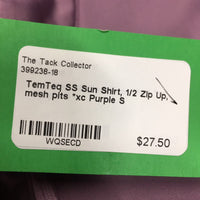 The Tack Collector
399236-18
TemTeq SS Sun Shirt, 1/2 Zip Up,
mesh pits *xc Purple S
WQSECD
$27.50